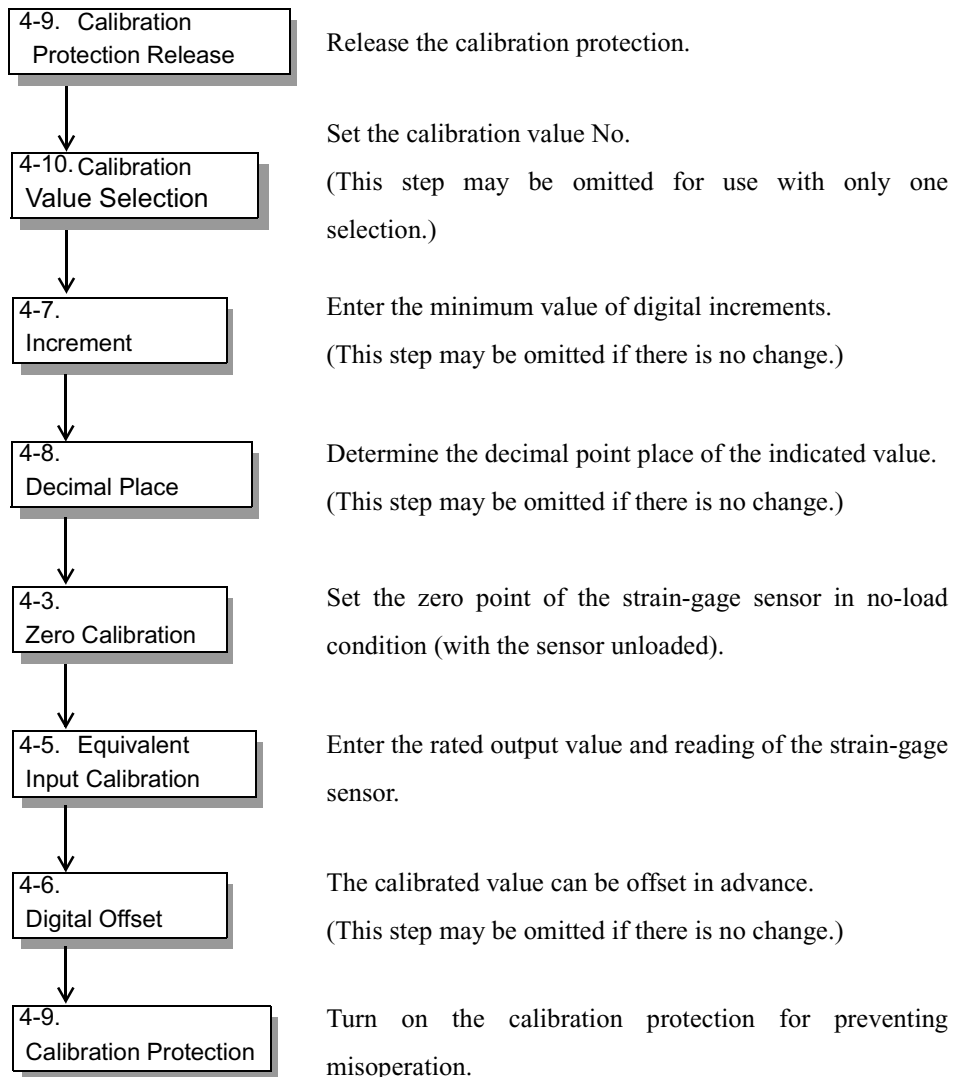 4-9. Calibration
Protection Release
Release the calibration protection.
4-10. Calibration
Value Selection
Set the calibration value No.
(This step may be omitted for use with only one
selection.)
4-7.
Increment
Enter the minimum value of digital increments.
(This step may be omitted if there is no change.)
4-8.
Decimal Place
Determine the decimal point place of the indicated value.
(This step may be omitted if there is no change.)
4-3.
Zero Calibration
Set the zero point of the strain-gage sensor in no-load
condition (with the sensor unloaded).
4-5. Equivalent
Input Calibration
Enter the rated output value and reading of the strain-gage
sensor.
4-6.
Digital Offset
The calibrated value can be offset in advance.
(This step may be omitted if there is no change.)
4-9.
Calibration Protection
Turn on the calibration protection for preventing
misoperation.